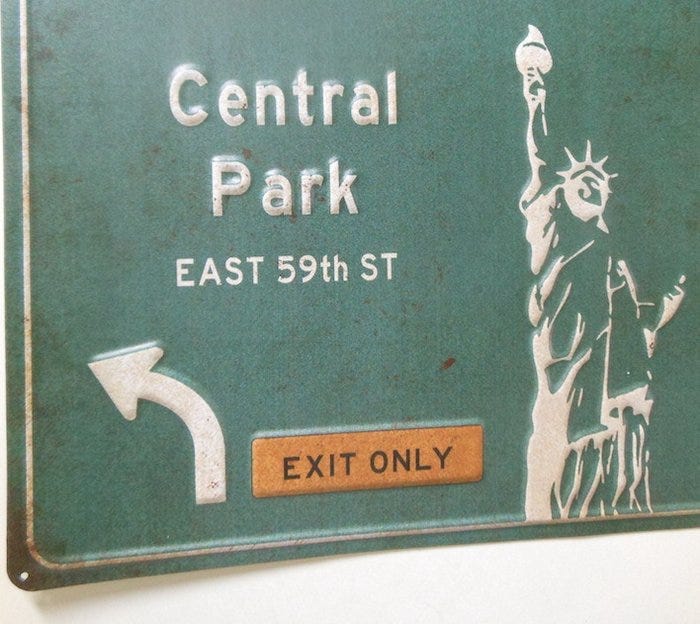 Central
Park
EAST 59th ST
EXIT ONLY